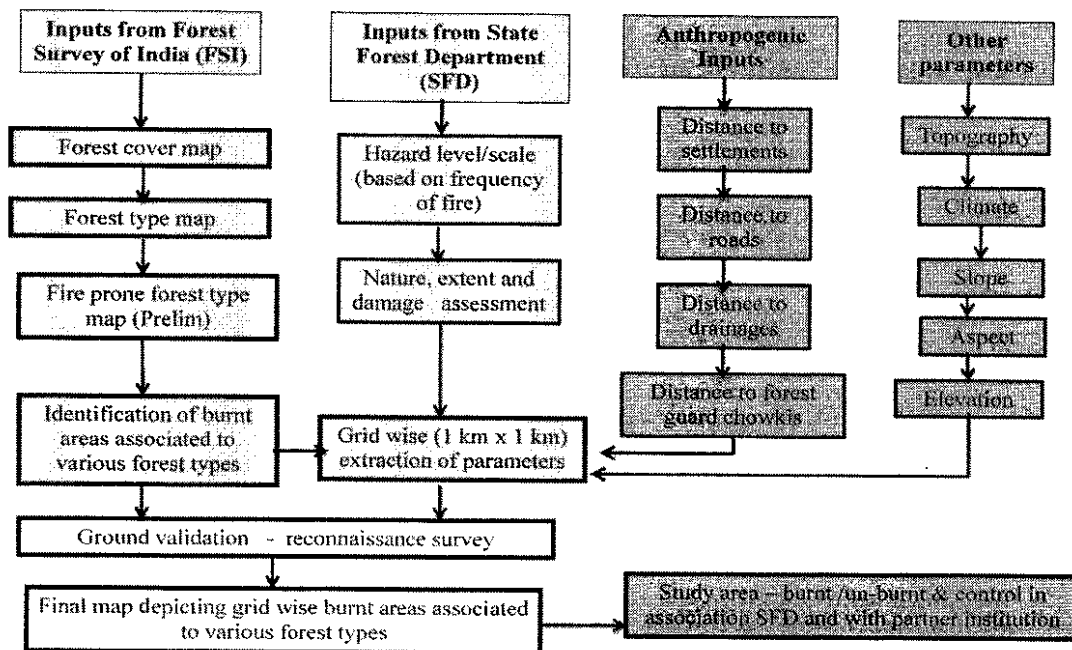 Inputs from Forest
Survey of India (FSI)
Forest cover map
Forest type map
Fire prone forest type
map (Prelim)
Identification of burnt
areas associated to
various forest types
Inputs from State
Forest Department
(SFD)
Hazard level/scale
(based on frequency
of fire)
Nature, extent and
damage assessment
Grid wise (1 km x 1 km)
extraction of parameters
Anthropogenic
Inputs
Distance to
settlements
Distance to
roads
Distance to
drainages
Distance to forest
guard chowkis
Other
parameters
Topography
Climate
Slope
Aspect
Elevation
Ground validation - reconnaissance survey
Final map depicting grid wise burnt areas associated
to various forest types
Study area – burnt /un-burnt & control in
association SFD and with partner institution